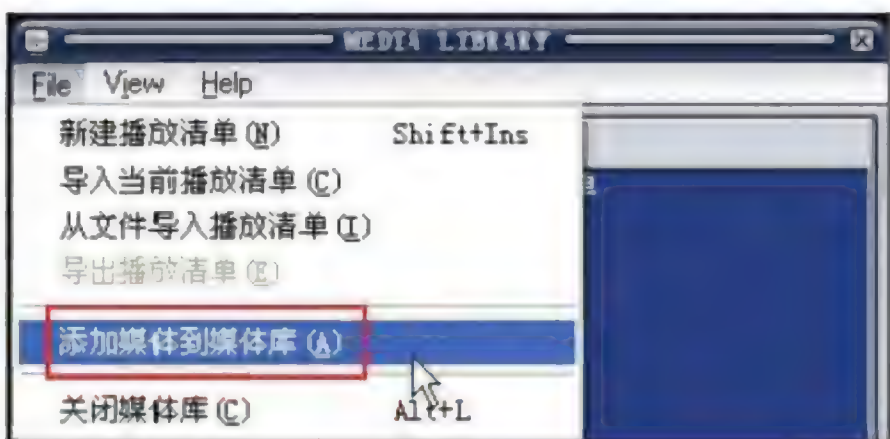 MEDIA LIBRARY
File View Help
新建播放清单(N) Shift+Ins
导入当前播放清单(C)
从文件导入播放清单(I)
导出播放清单(E)
添加媒体到媒体库(A)
关闭媒体库(C) Alt+L